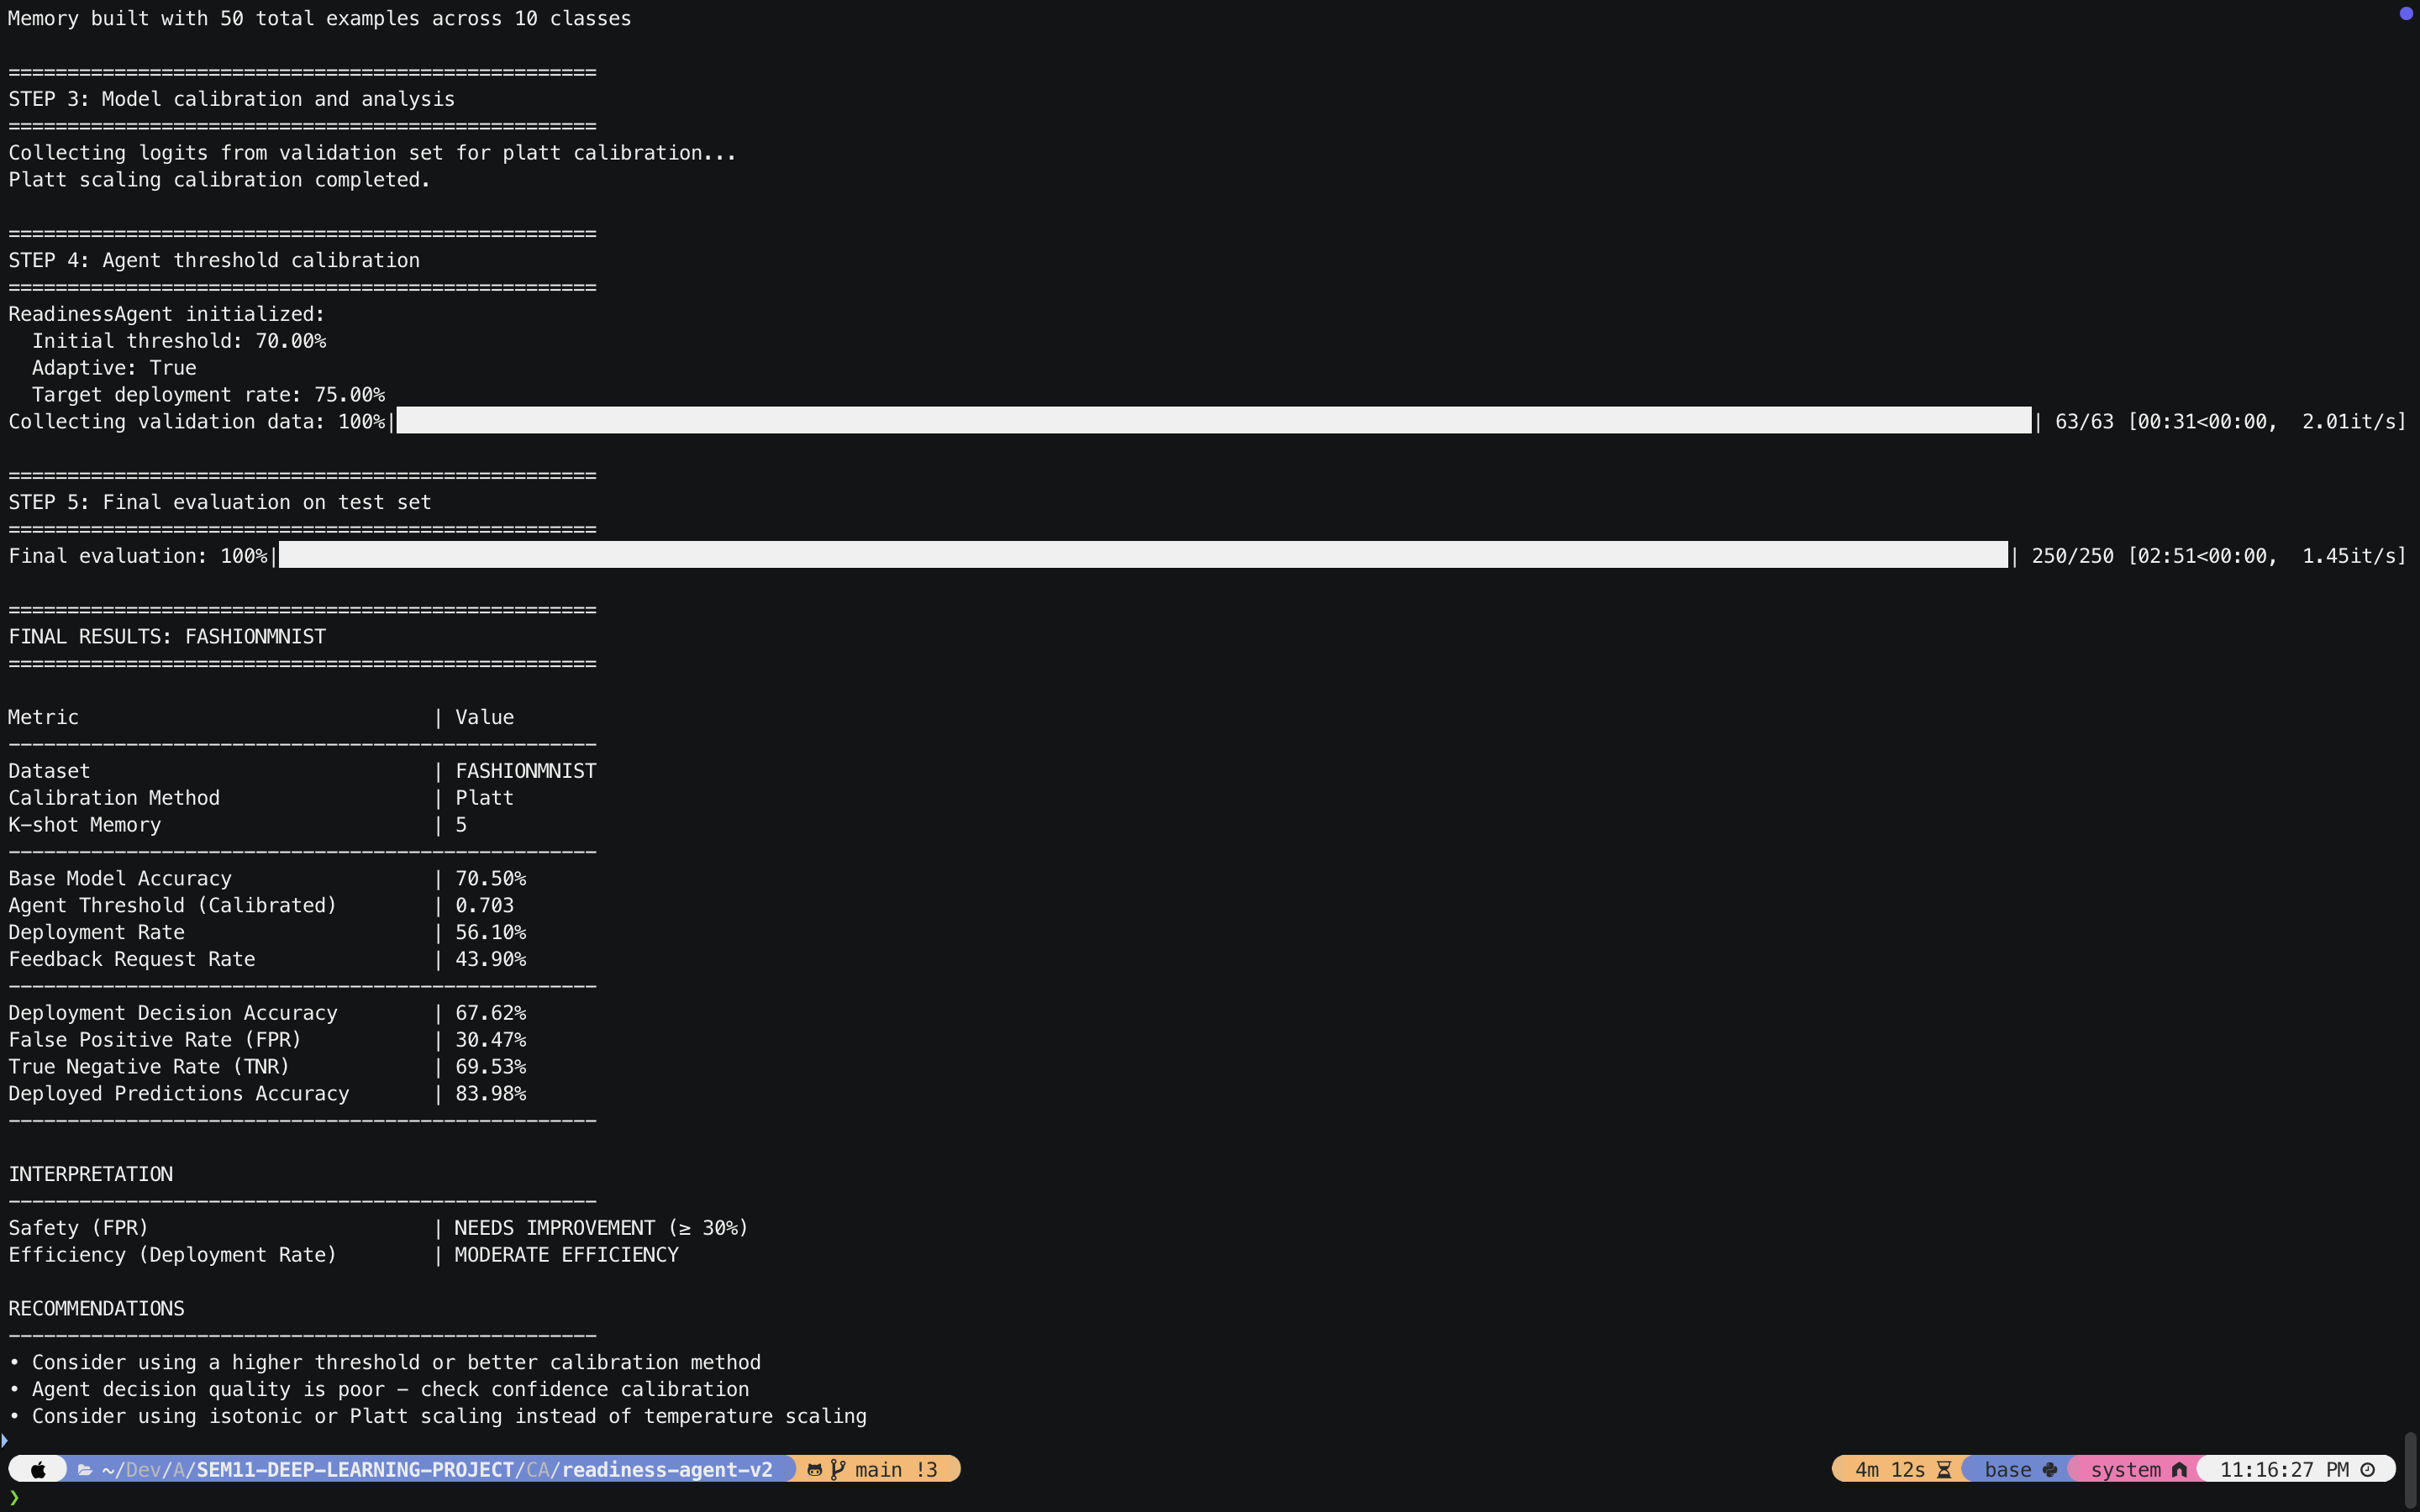 Memory built with 50 total examples across 10 classes
==================================================
STEP 3: Model calibration and analysis
==================================================
Collecting logits from validation set for platt calibration...
Platt scaling calibration completed.
==================================================
STEP 4: Agent threshold calibration
==================================================
ReadinessAgent initialized:
  Initial threshold: 70.00%
  Adaptive: True
  Target deployment rate: 75.00%
Collecting validation data: 100%| | 63/63 [00:31<00:00,  2.01it/s]
==================================================
STEP 5: Final evaluation on test set
==================================================
Final evaluation: 100%| | 250/250 [02:51<00:00,  1.45it/s]
==================================================
FINAL RESULTS: FASHIONMNIST
==================================================
Metric | Value
--------------------------------------------------
Dataset | FASHIONMNIST
Calibration Method | Platt
K-shot Memory | 5
--------------------------------------------------
Base Model Accuracy | 70.50%
Agent Threshold (Calibrated) | 0.703
Deployment Rate | 56.10%
Feedback Request Rate | 43.90%
--------------------------------------------------
Deployment Decision Accuracy | 67.62%
False Positive Rate (FPR) | 30.47%
True Negative Rate (TNR) | 69.53%
Deployed Predictions Accuracy | 83.98%
--------------------------------------------------
INTERPRETATION
--------------------------------------------------
Safety (FPR) | NEEDS IMPROVEMENT (≥ 30%)
Efficiency (Deployment Rate) | MODERATE EFFICIENCY
RECOMMENDATIONS
--------------------------------------------------
• Consider using a higher threshold or better calibration method
• Agent decision quality is poor – check confidence calibration
• Consider using isotonic or Platt scaling instead of temperature scaling
~/Dev/A/SEM11-DEEP-LEARNING-PROJECT/CA/readiness-agent-v2 main !3 4m 12s base system 11:16:27 PM
❯